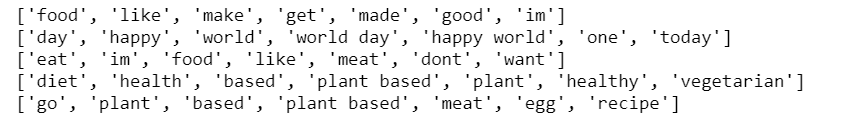 ['food', 'like', 'make', 'get', 'made', 'good', 'im']
['day', 'happy', 'world', 'world day', 'happy world', 'one', 'today']
['eat', 'im', 'food', 'like', 'meat', 'dont', 'want']
['diet', 'health', 'based', 'plant based', 'plant', 'healthy', 'vegetarian']
['go', 'plant', 'based', 'plant based', 'meat', 'egg', 'recipe']